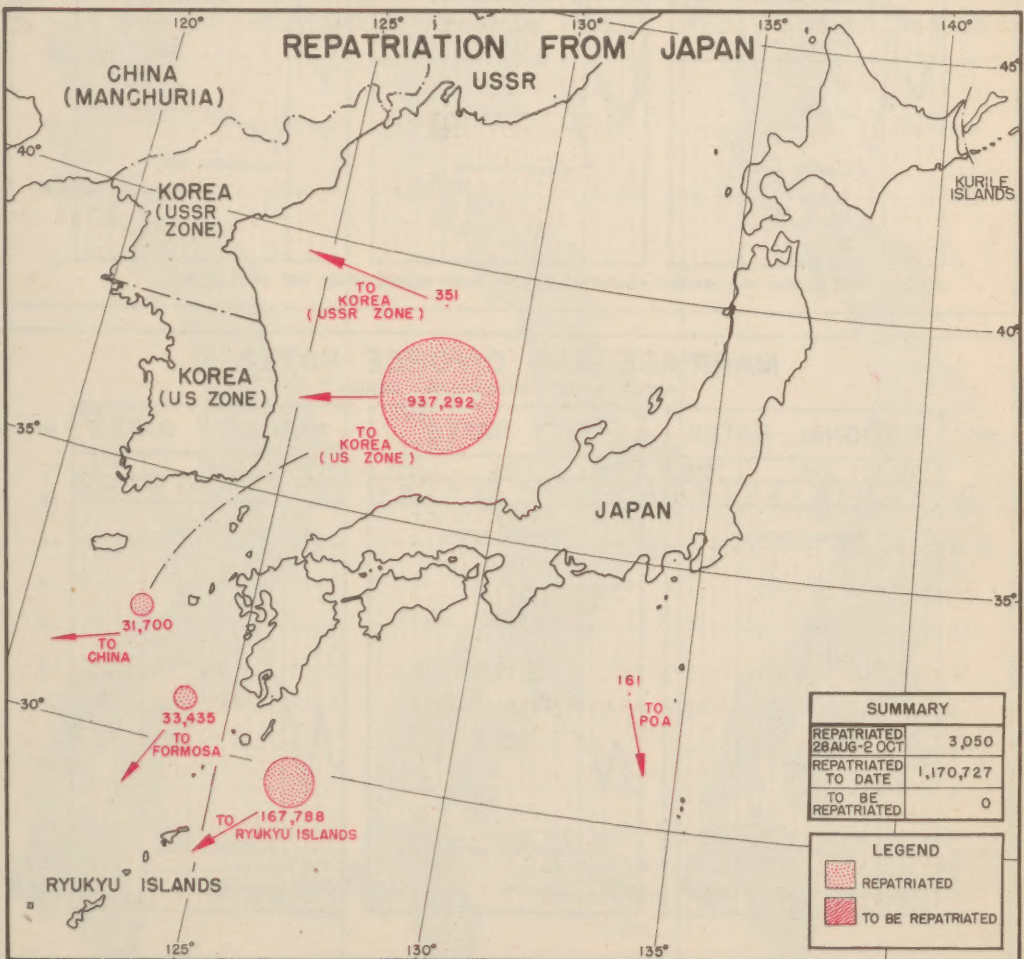 120°
125°
135°
140°
REPATRIATION FROM JAPAN
45°
CHINA
(MANCHURIA)
USSR
130°
40°
KOREA
(USSR
ZONE)
KURILE
ISLANDS
TO
KOREA
(USSR ZONE)
351
40°
KOREA
(US ZONE)
937,292
35°
TO
KOREA
(US ZONE)
JAPAN
35°
31,700
TO
CHINA
30°
33,435
TO
FORMOSA
161
TO
POA
TO
167,788
RYUKYU ISLANDS
RYUKYU ISLANDS
125°
130°
135°
SUMMARY
REPATRIATED
28AUG-2 OCT
3,050
REPATRIATED
TO DATE
1,170,727
TO BE
REPATRIATED
0
LEGEND
REPATRIATED
TO BE REPATRIATED